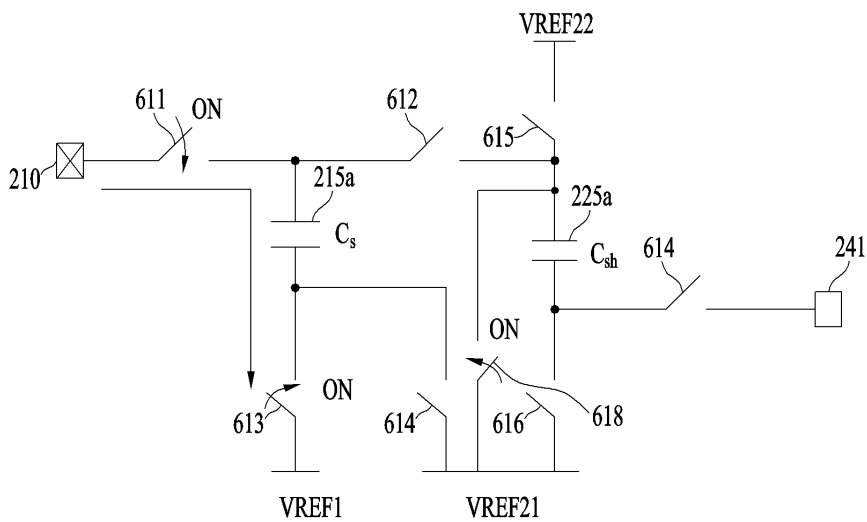 VREF22
611
ON
612
615
210
215a
Cs
225a
Csh
614
241
ON
ON
613
614
616
618
VREF1
VREF21